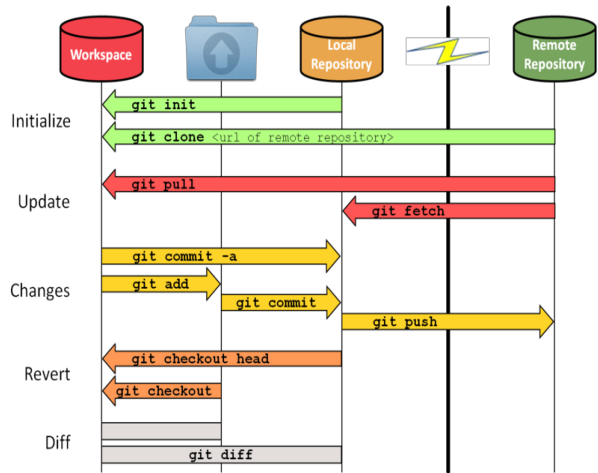 Workspace
Local
Repository
Remote
Repository
Initialize
git init
git clone <url of remote repository>
Update
git pull
git fetch
Changes
git commit -a
git add
git commit
git push
Revert
git checkout head
git checkout
Diff
git diff